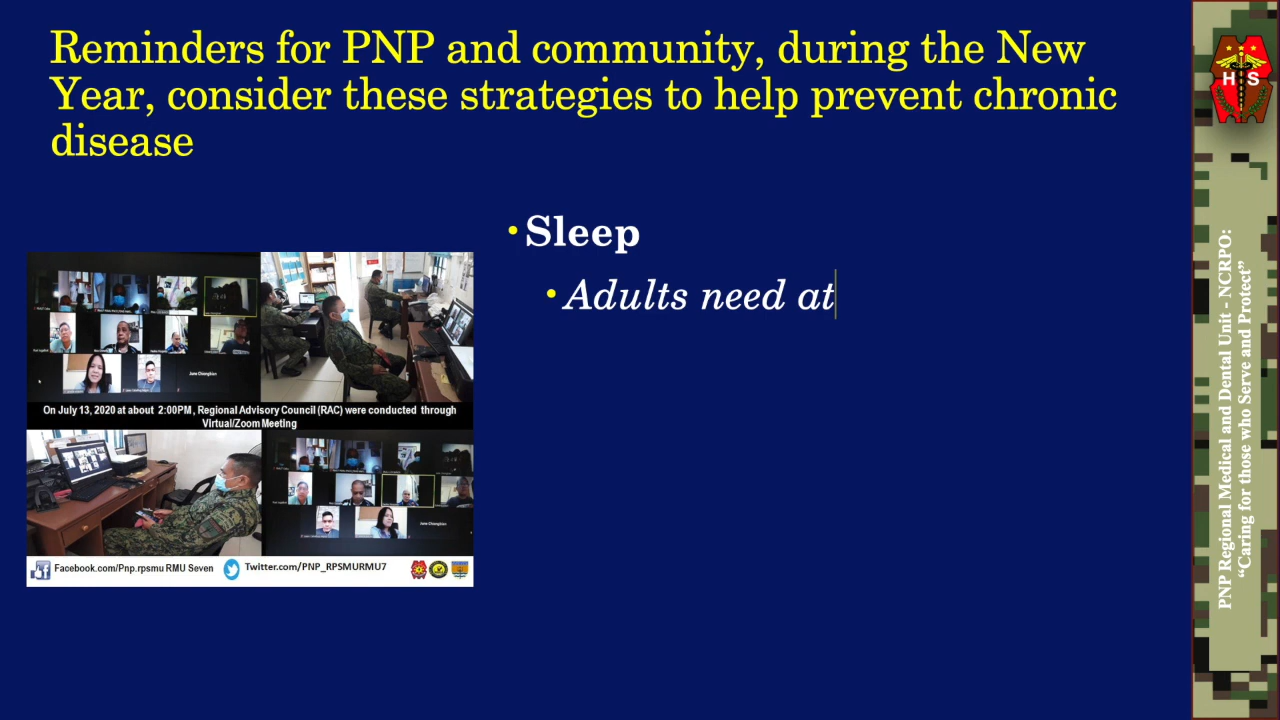 Reminders for PNP and community, during the New
Year, consider these strategies to help prevent chronic
disease
• Sleep
• Adults need at
On July 13, 2020 at about 2:00PM, Regional Advisory Council (RAC) were conducted through
Virtual/Zoom Meeting
Facebook.com/Pnp.rpsmu RMU Seven
Twitter.com/PNP_RPSMURMU7
H S
PNP Regional Medical and Dental Unit - NCRPO:
“Caring for those who Serve and Protect”